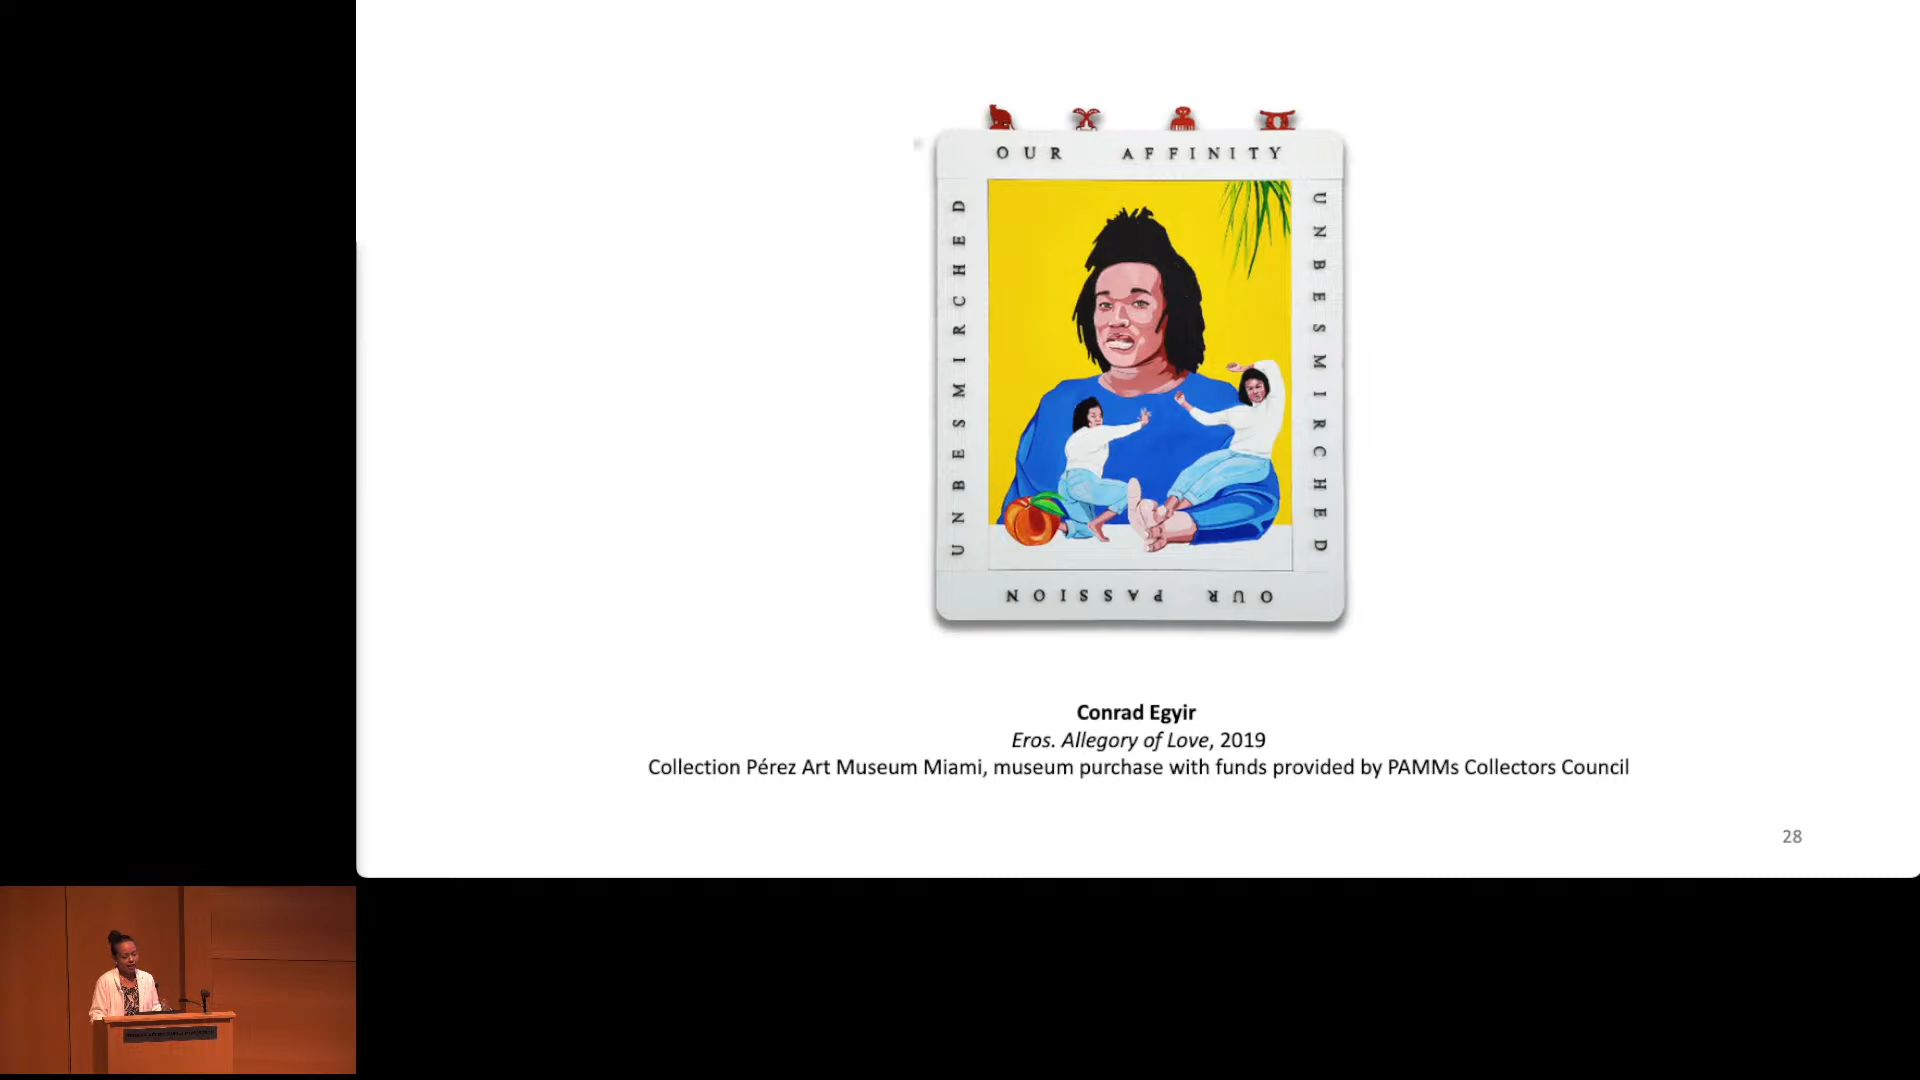 OUR AFFINITY
UNBESMIRCHED
UNBESMIRCHED
OUR PASSION
Conrad Egyir
Eros. Allegory of Love, 2019
Collection Pérez Art Museum Miami, museum purchase with funds provided by PAMMs Collectors Council
28